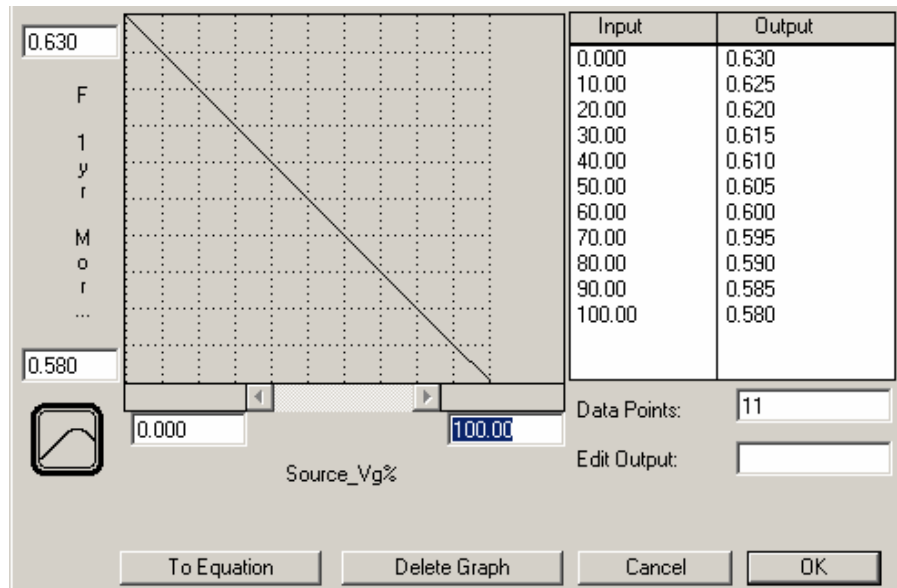 0.630
F 1yr Mor...
0.580
0.000
100.00
Source_Vg%
Input Output
0.000 0.630
10.00 0.625
20.00 0.620
30.00 0.615
40.00 0.610
50.00 0.605
60.00 0.600
70.00 0.595
80.00 0.590
90.00 0.585
100.00 0.580
Data Points: 11
Edit Output:
To Equation
Delete Graph
Cancel
OK